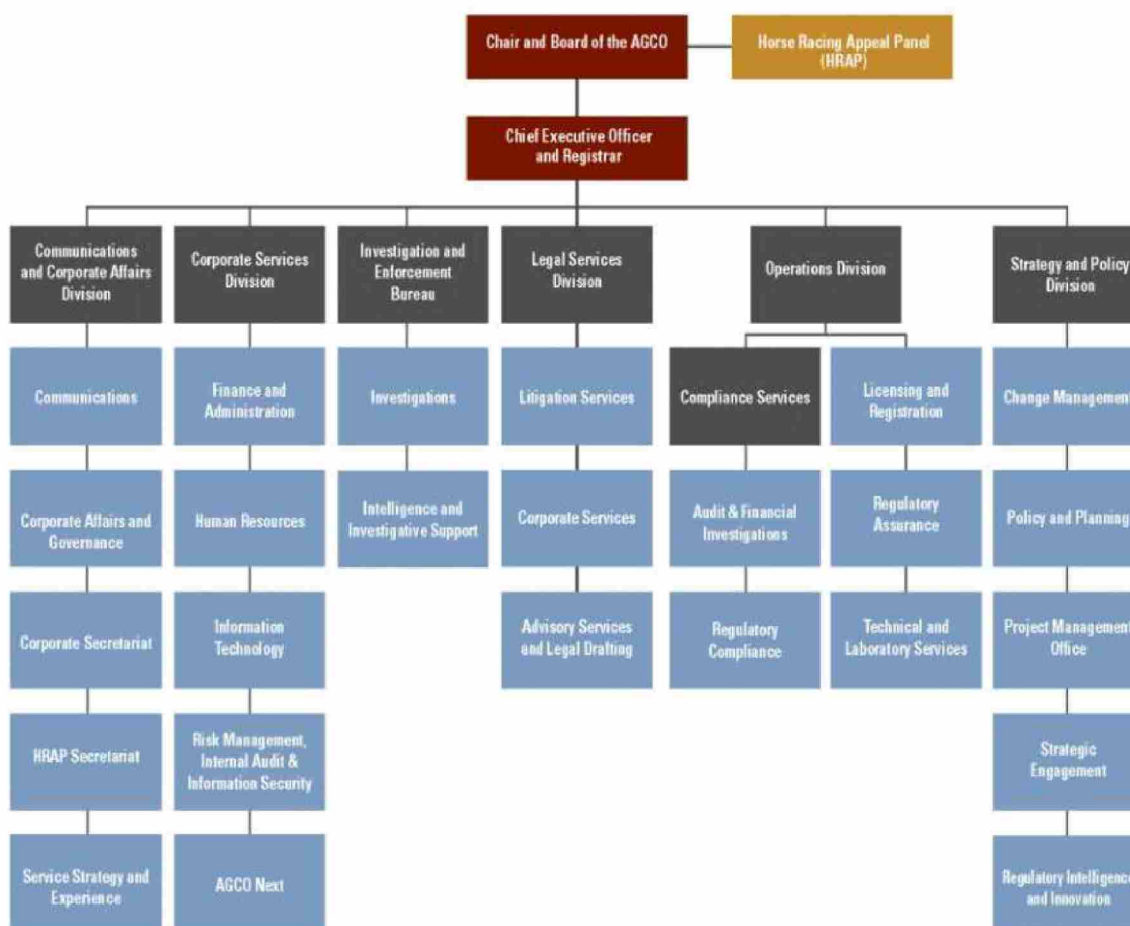 Chair and Board of the AGCO
Horse Racing Appeal Panel
(HRAP)
Chief Executive Officer
and Registrar
Communications
and Corporate Affairs
Division
Corporate Services
Division
Investigation and
Enforcement
Bureau
Legal Services
Division
Operations Division
Strategy and Policy
Division
Communications
Finance and
Administration
Investigations
Litigation Services
Compliance Services
Licensing and
Registration
Change Management
Corporate Affairs and
Governance
Human Resources
Intelligence and
Investigative Support
Corporate Services
Audit & Financial
Investigations
Regulatory
Assurance
Policy and Planning
Corporate Secretariat
Information
Technology
Advisory Services
and Legal Drafting
Regulatory
Compliance
Technical and
Laboratory Services
Project Management
Office
HRAP Secretariat
Risk Management,
Internal Audit &
Information Security
Strategic
Engagement
Service Strategy and
Experience
AGCO Next
Regulatory Intelligence
and Innovation